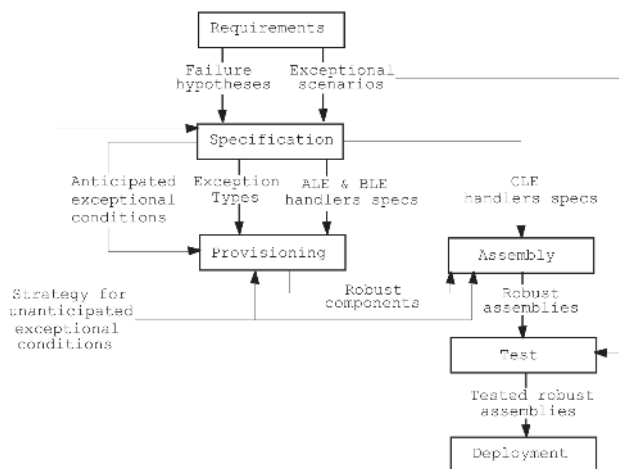 Requirements
Failure
hypotheses
Exceptional
scenarios
Specification
Anticipated
exceptional
conditions
Exception
Types
ALE & BLE
handlers specs
CLE
handlers specs
Provisioning
Assembly
Strategy for
unanticipated
exceptional
conditions
Robust
components
Robust
assemblies
Test
Tested robust
assemblies
Deployment